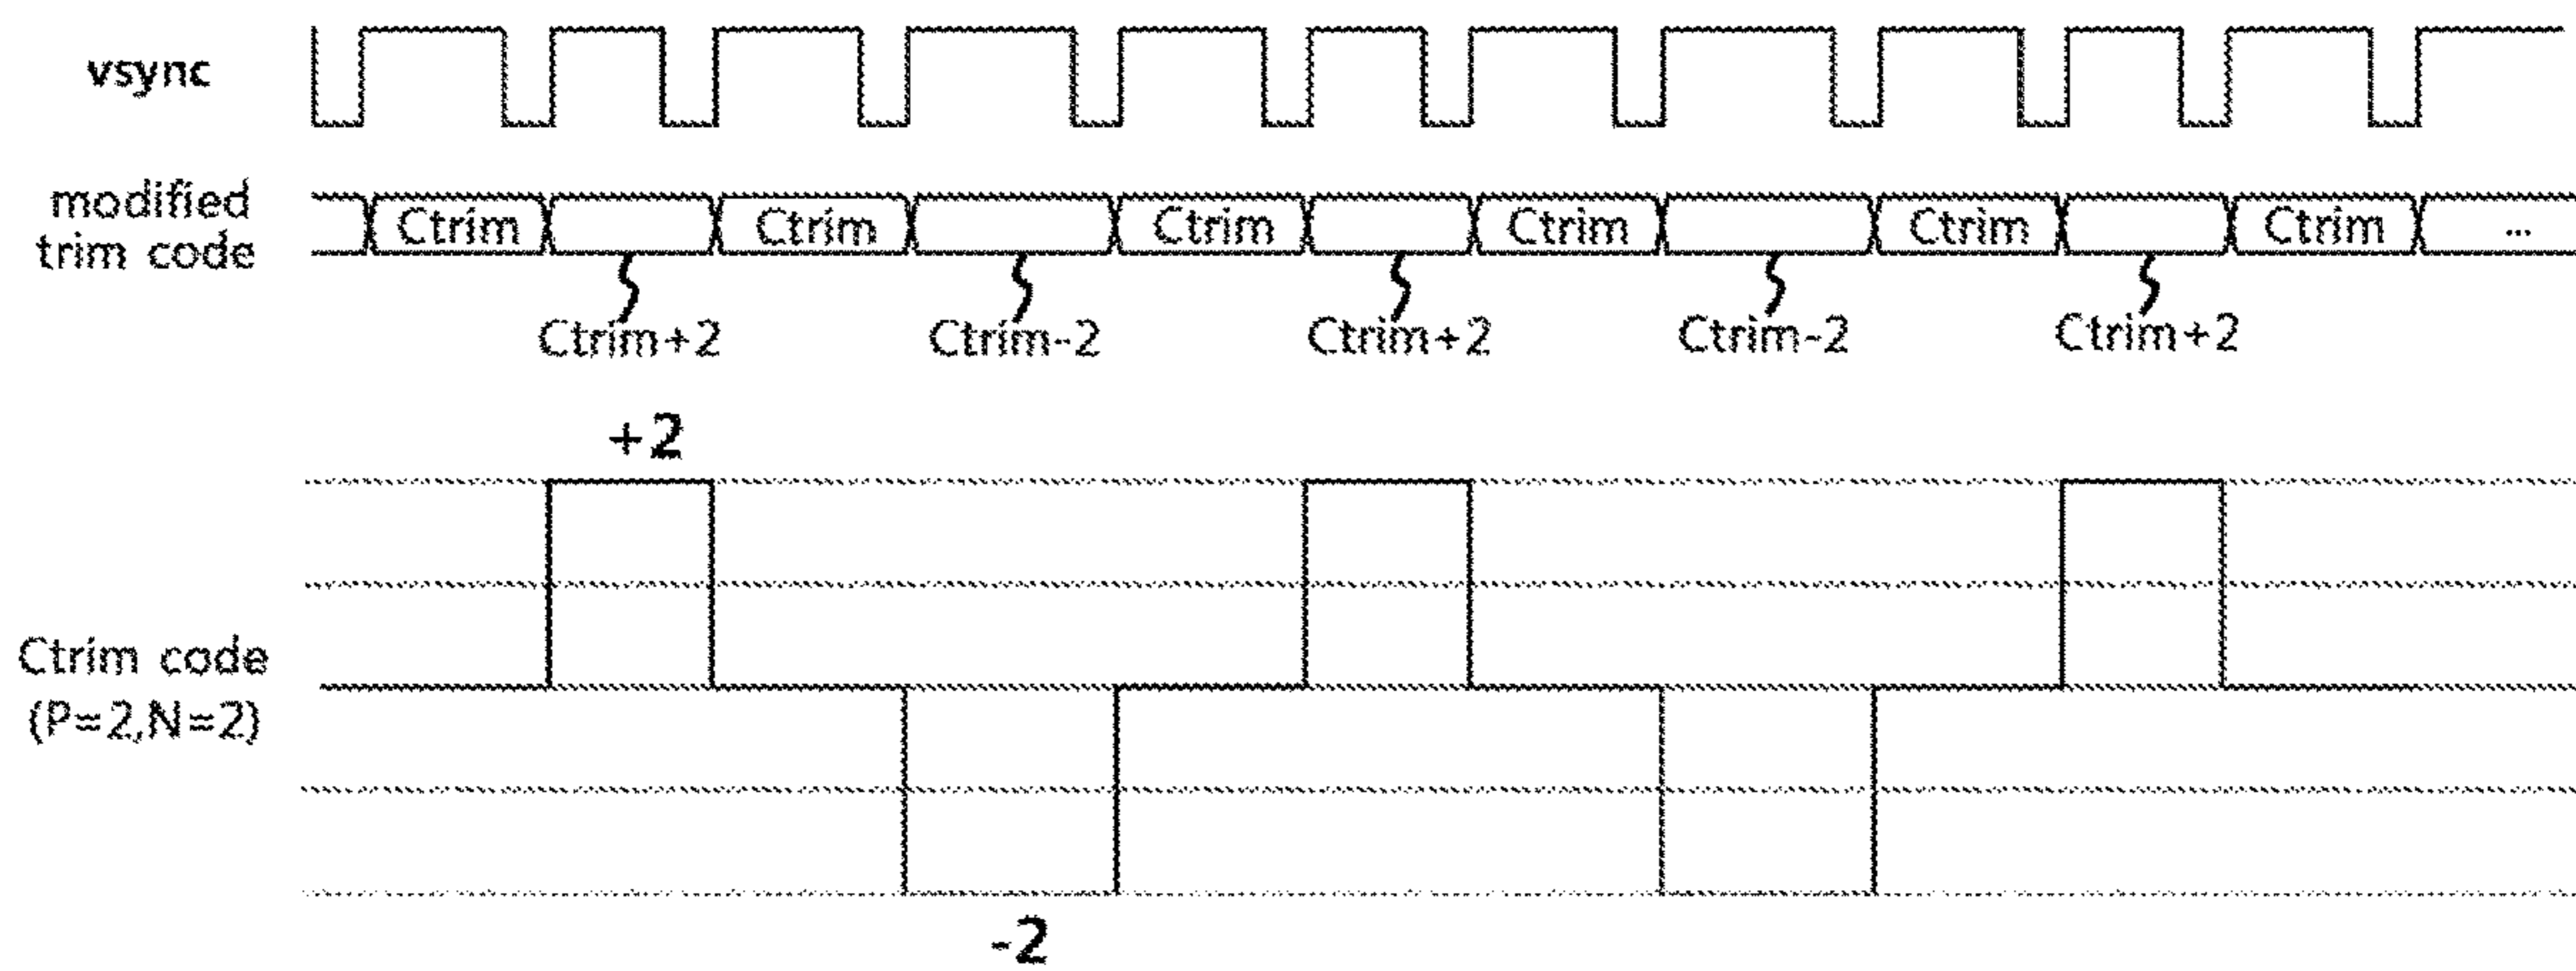 vsync
modified
trim code
Ctrim Ctrim Ctrim Ctrim Ctrim Ctrim ...
Ctrim+2 Ctrim-2 Ctrim+2 Ctrim-2 Ctrim+2
+2
Ctrim code
(P=2,N=2)
-2